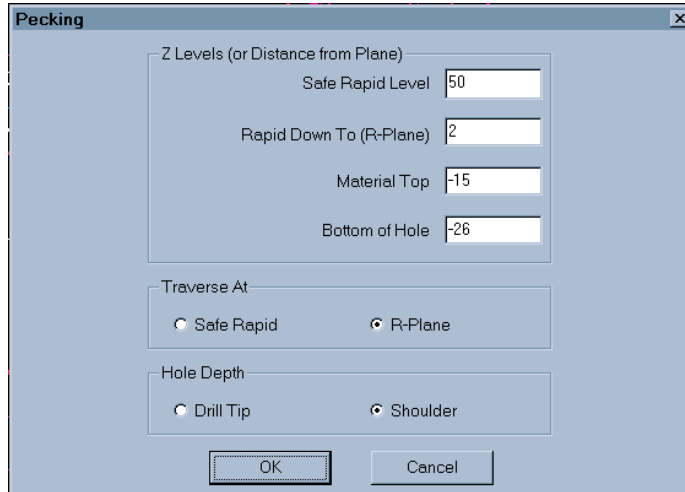 Pecking
Z Levels (or Distance from Plane)
Safe Rapid Level 50
Rapid Down To (R-Plane) 2
Material Top -15
Bottom of Hole -26
Traverse At
Safe Rapid R-Plane
Hole Depth
Drill Tip Shoulder
OK Cancel